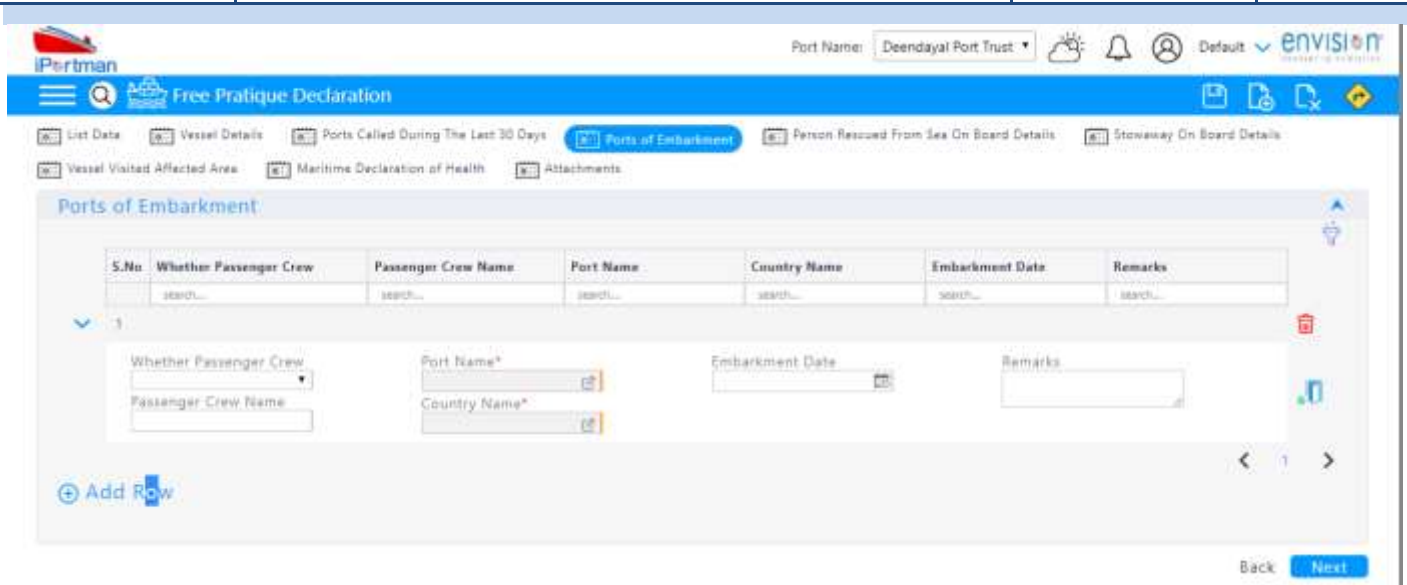 Port Name: Deendayal Port Trust Default envision
iPortman
Free Pratique Declaration
List Data Vessel Details Ports Called During The Last 30 Days Ports of Embarkment Person Rescued From Sea On Board Details Stowaway On Board Details
Vessel Visited Affected Area Maritime Declaration of Health Attachments
Ports of Embarkment
S.No Whether Passenger Crew Passenger Crew Name Port Name Country Name Embarkment Date Remarks
search... search... search... search... search... search...
1
Whether Passenger Crew Port Name* Embarkment Date Remarks
Passenger Crew Name Country Name*
1
Add Row
Back Next